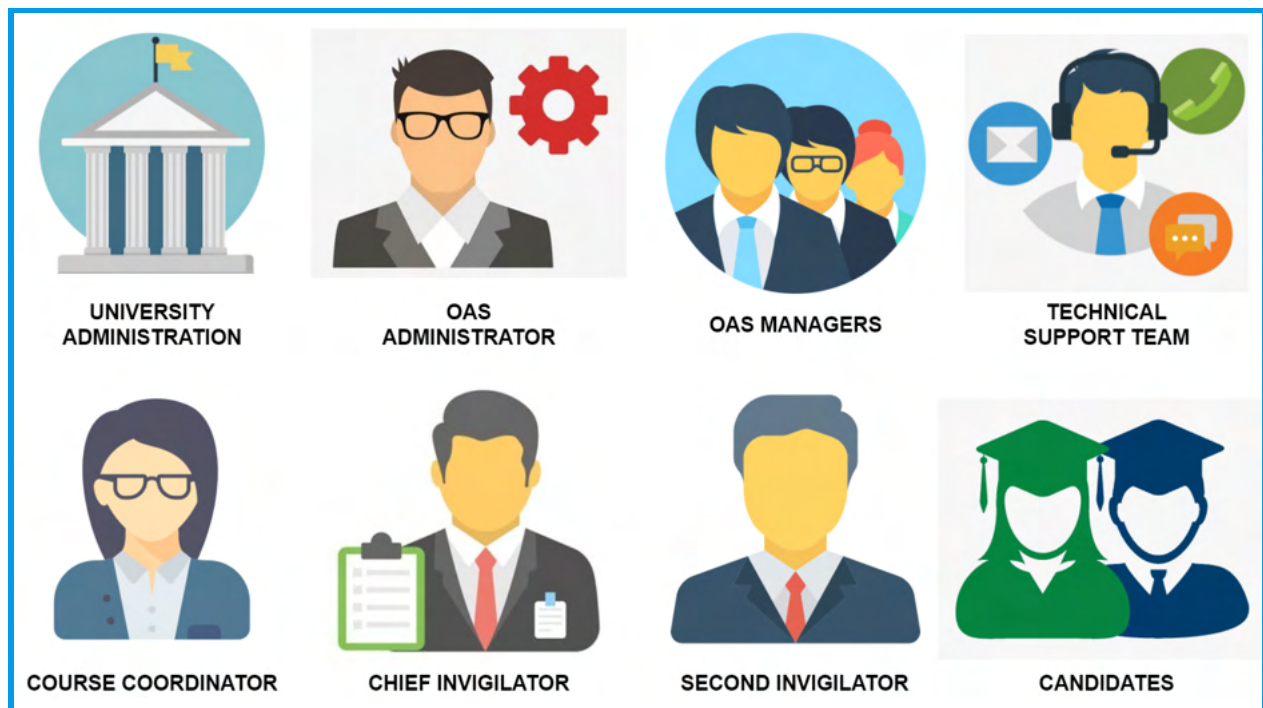 UNIVERSITY
ADMINISTRATION
OAS
ADMINISTRATOR
OAS MANAGERS
TECHNICAL
SUPPORT TEAM
COURSE COORDINATOR
CHIEF INVIGILATOR
SECOND INVIGILATOR
CANDIDATES